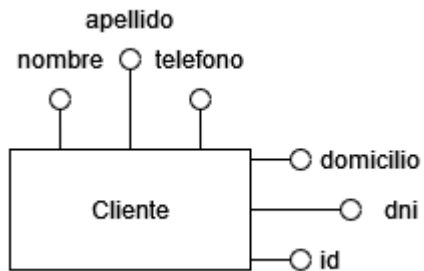 apellido
nombre
telefono
domicilio
Cliente
dni
id